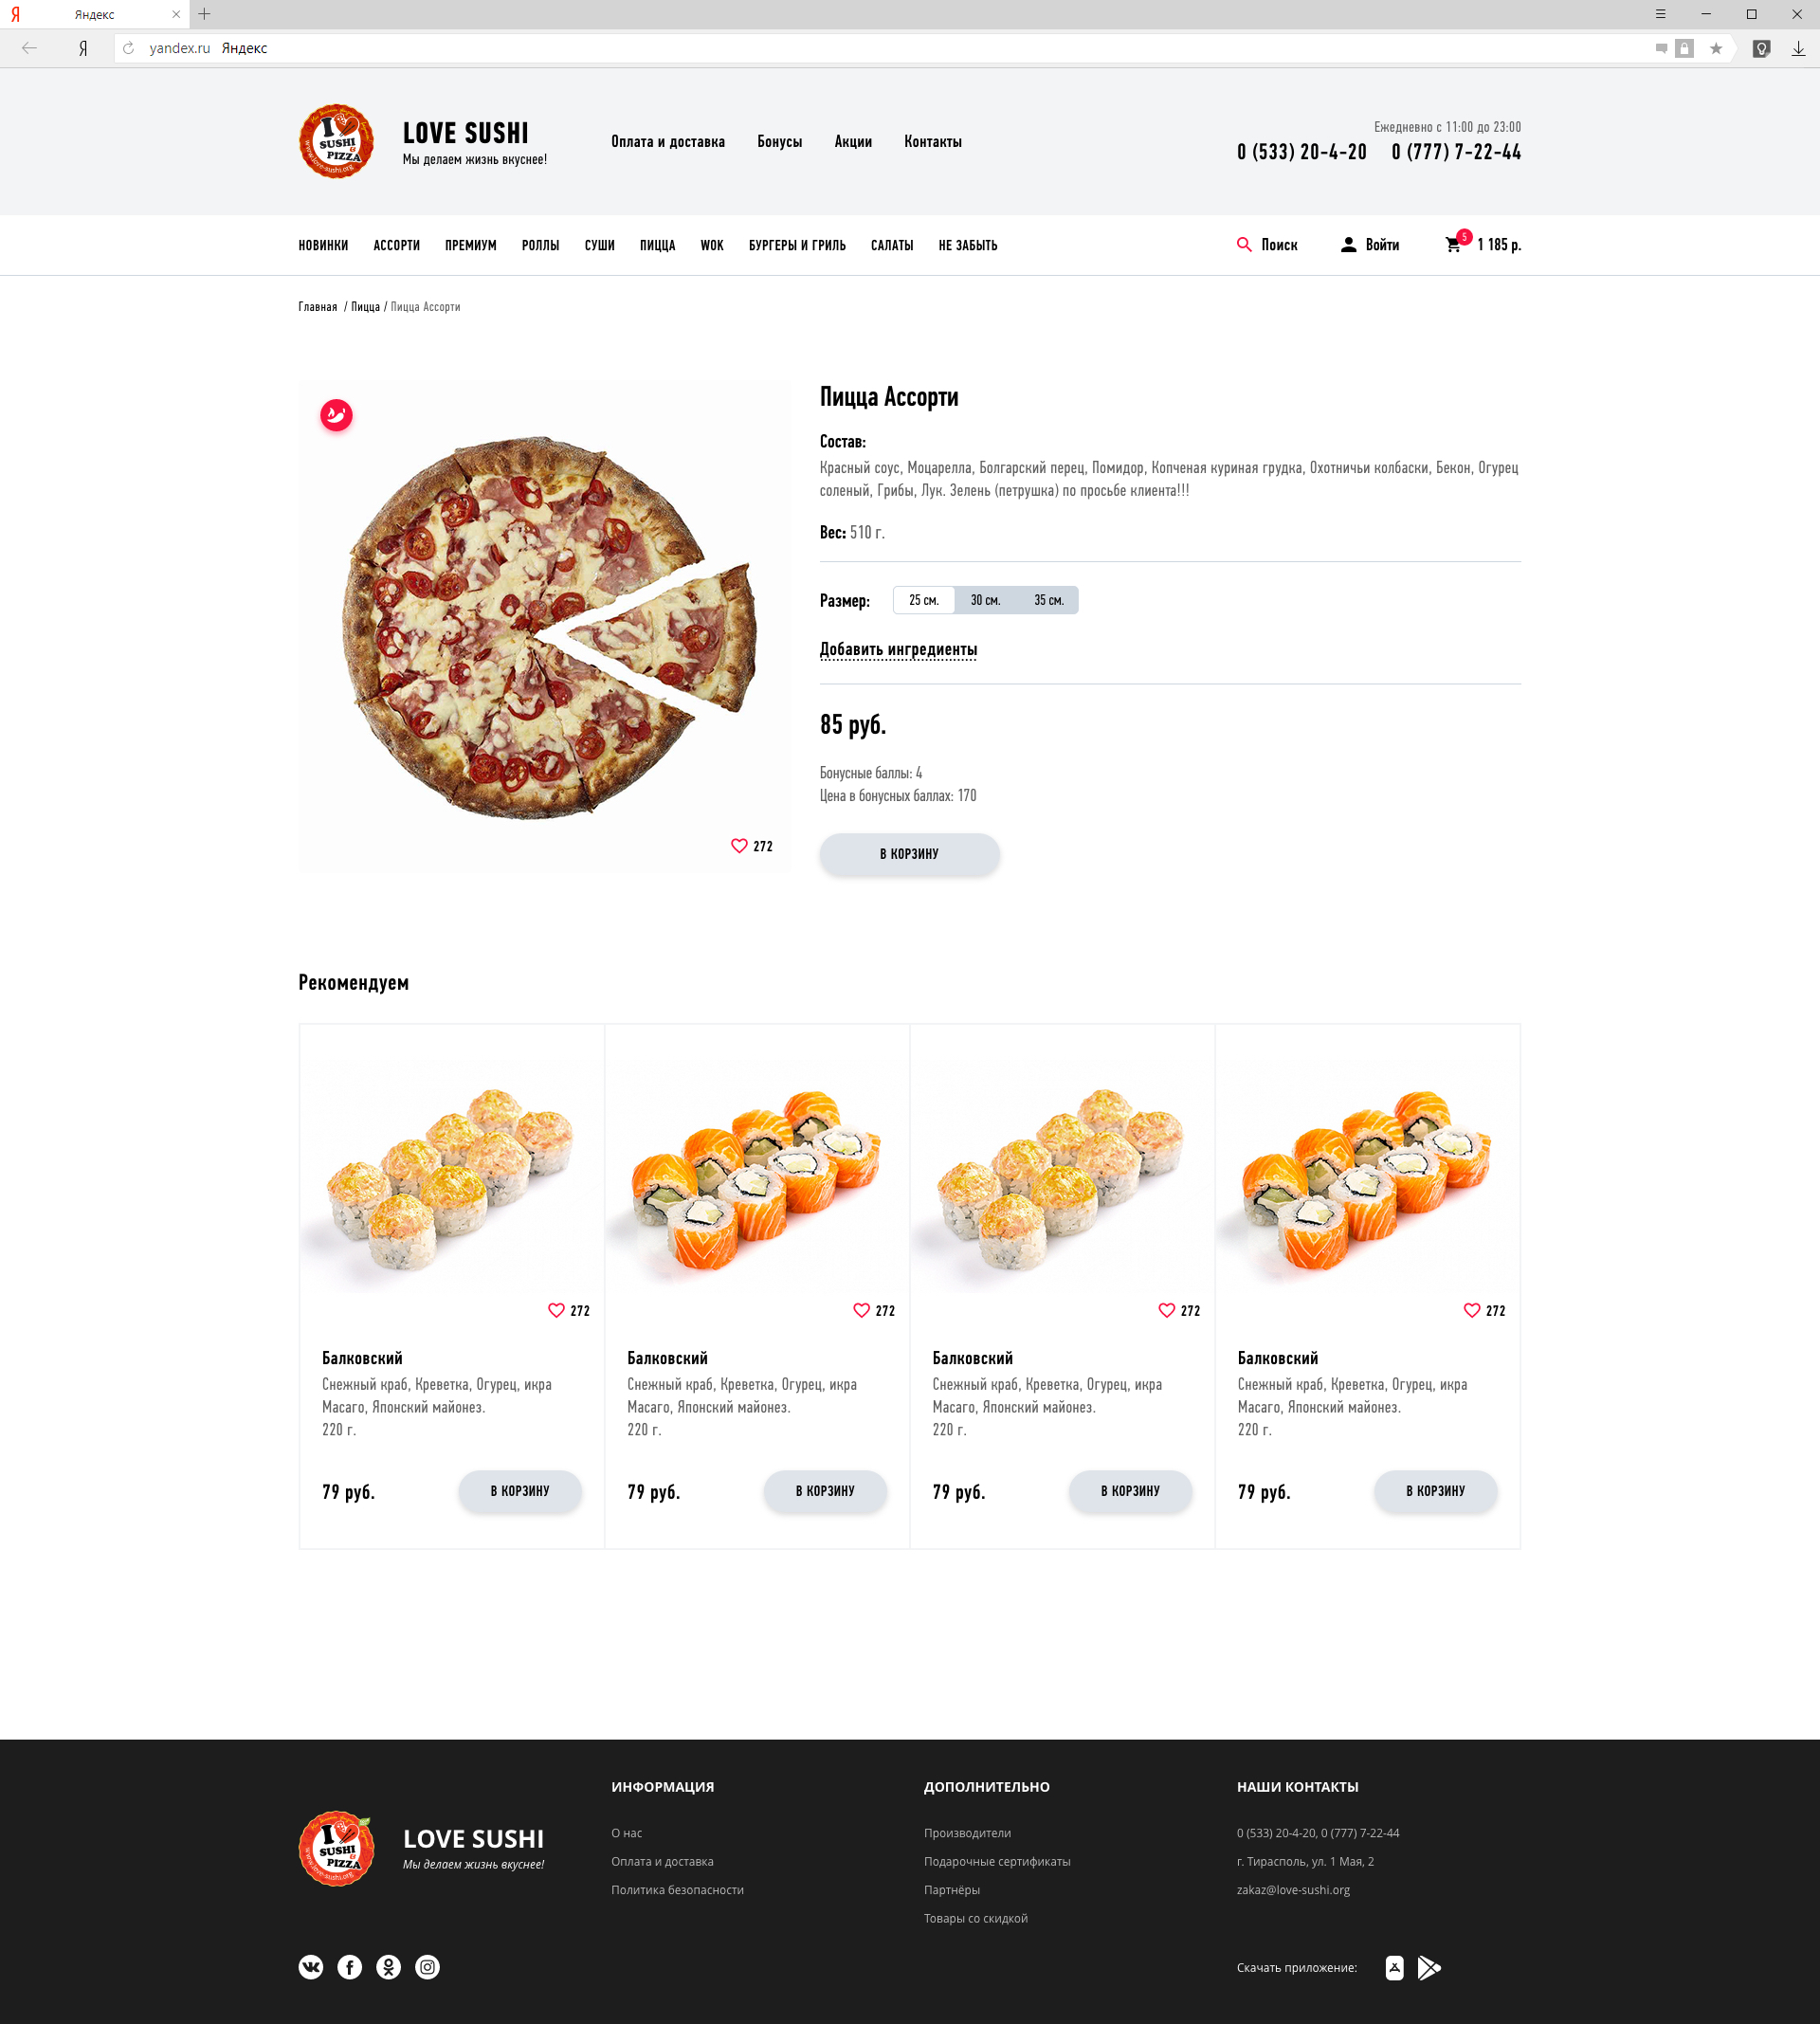 Яндекс
Я
yandex.ru Яндекс
I
SUSHI
&
PIZZA
www.love-sushi.org
LOVE SUSHI
Мы делаем жизнь вкуснее!
Оплата и доставка Бонусы Акции Контакты
Ежедневно с 11:00 до 23:00
0 (533) 20-4-20 0 (777) 7-22-44
НОВИНКИ АССОРТИ ПРЕМИУМ РОЛЛЫ СУШИ ПИЦЦА WOK БУРГЕРЫ И ГРИЛЬ САЛАТЫ НЕ ЗАБЫТЬ
Поиск Войти 5 1 185 р.
Главная / Пицца / Пицца Ассорти
Пицца Ассорти
Состав:
Красный соус, Моцарелла, Болгарский перец, Помидор, Копченая куриная грудка, Охотничьи колбаски, Бекон, Огурец
соленый, Грибы, Лук. Зелень (петрушка) по просьбе клиента!!!
Вес: 510 г.
Размер: 25 см. 30 см. 35 см.
Добавить ингредиенты
85 руб.
Бонусные баллы: 4
Цена в бонусных баллах: 170
272
В КОРЗИНУ
Рекомендуем
272 272 272 272
Балковский Балковский Балковский Балковский
Снежный краб, Креветка, Огурец, икра Снежный краб, Креветка, Огурец, икра Снежный краб, Креветка, Огурец, икра Снежный краб, Креветка, Огурец, икра
Масаго, Японский майонез. Масаго, Японский майонез. Масаго, Японский майонез. Масаго, Японский майонез.
220 г. 220 г. 220 г. 220 г.
79 руб. В КОРЗИНУ 79 руб. В КОРЗИНУ 79 руб. В КОРЗИНУ 79 руб. В КОРЗИНУ
I
SUSHI
&
PIZZA
www.love-sushi.org
LOVE SUSHI
Мы делаем жизнь вкуснее!
ИНФОРМАЦИЯ
О нас
Оплата и доставка
Политика безопасности
ДОПОЛНИТЕЛЬНО
Производители
Подарочные сертификаты
Партнёры
Товары со скидкой
НАШИ КОНТАКТЫ
0 (533) 20-4-20, 0 (777) 7-22-44
г. Тирасполь, ул. 1 Мая, 2
zakaz@love-sushi.org
Скачать приложение: